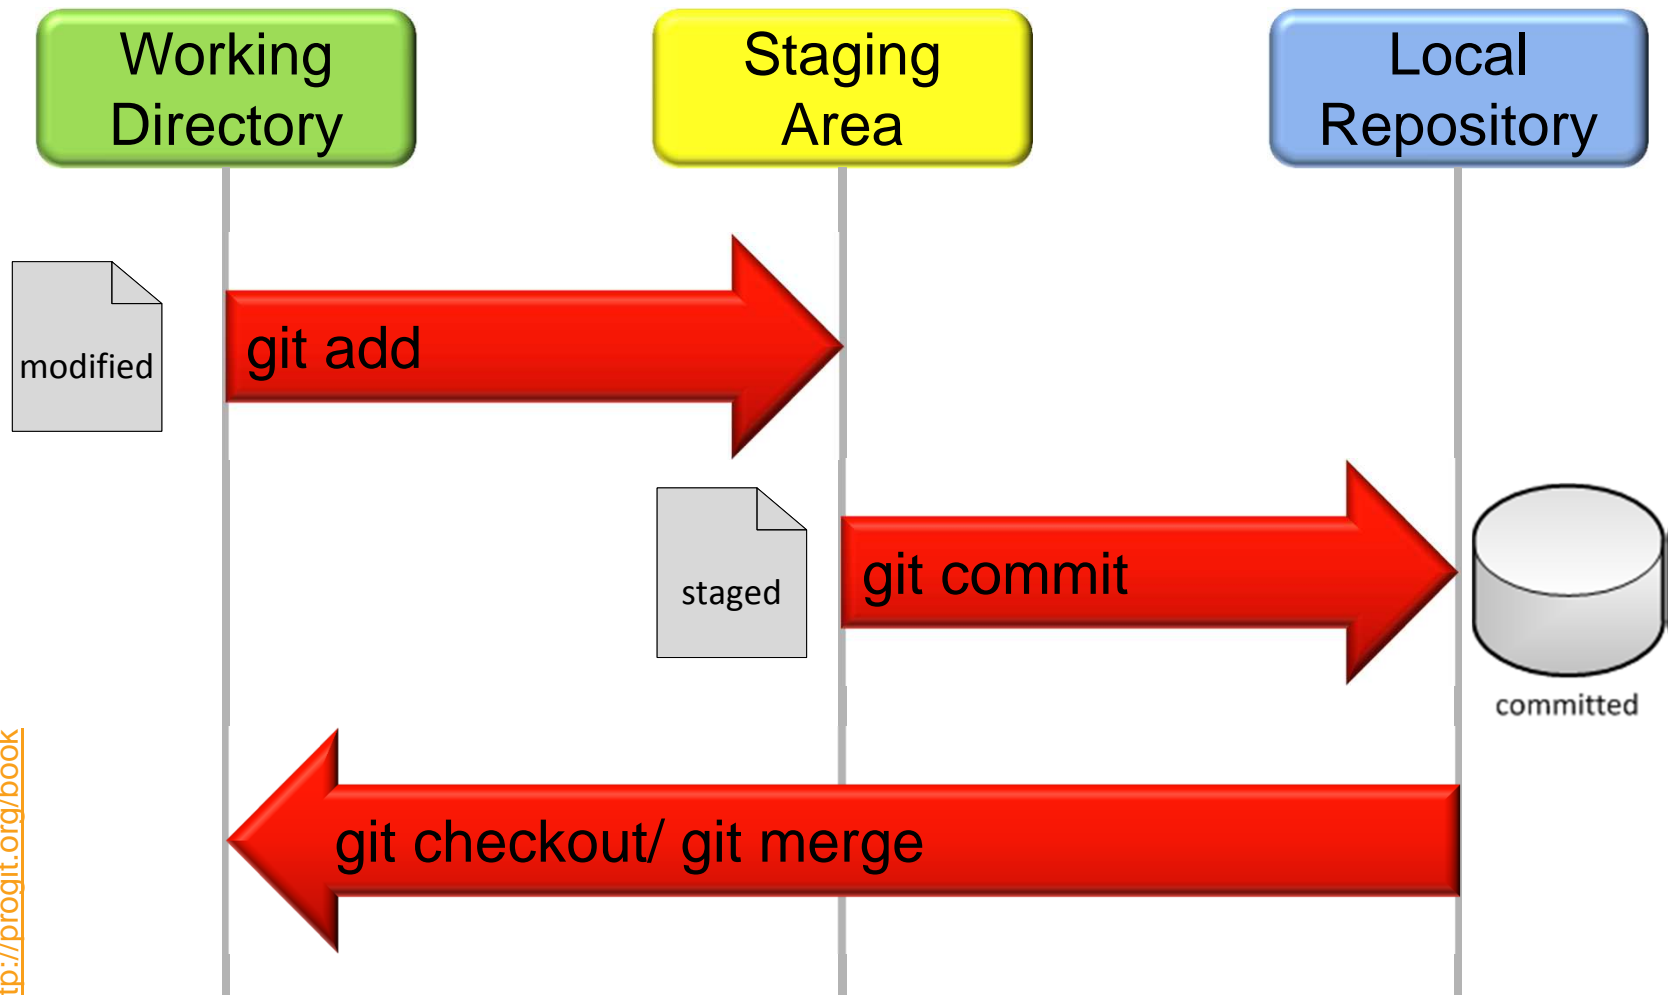 Working
Directory
Staging
Area
Local
Repository
modified
git add
staged
git commit
committed
git checkout/ git merge
tp://progit.org/book